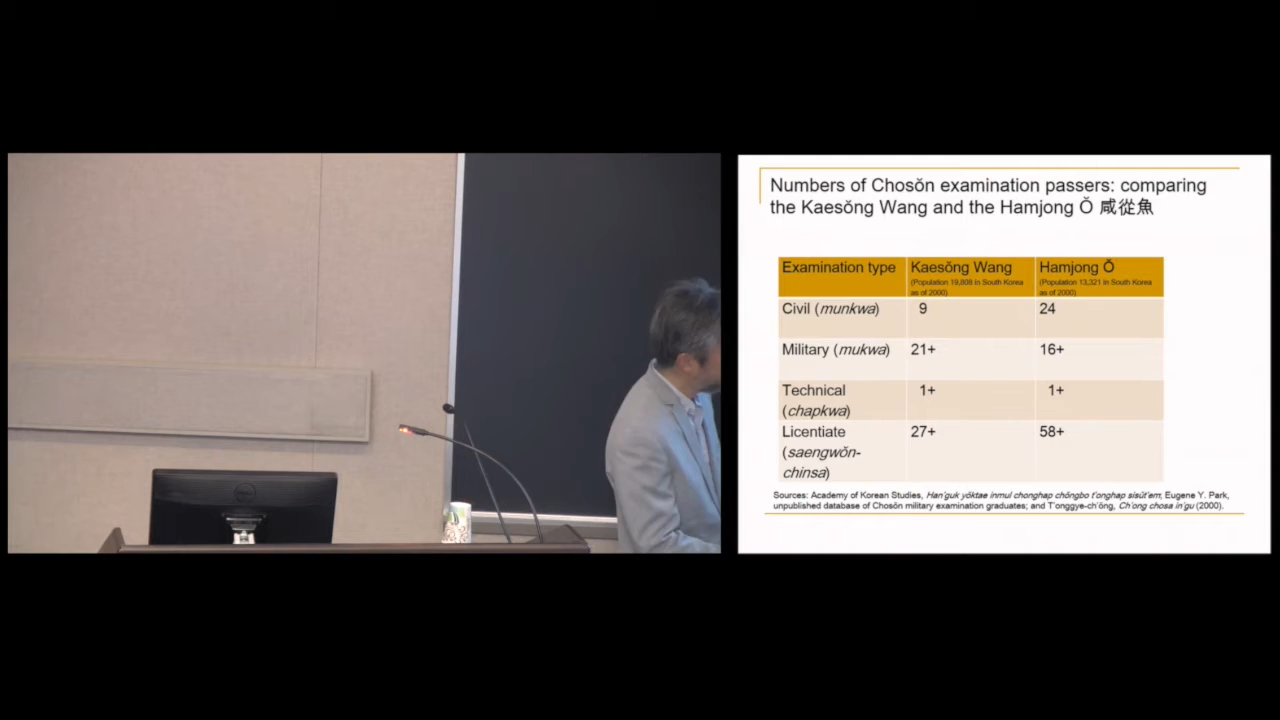 Numbers of Chosŏn examination passers: comparing
the Kaesŏng Wang and the Hamjong Ŏ 咸從魚
Examination type
Kaesŏng Wang
(Population 19,808 in South Korea
as of 2000)
Hamjong Ŏ
(Population 13,321 in South Korea
as of 2000)
Civil (munkwa)
9
24
Military (mukwa)
21+
16+
Technical
(chapkwa)
1+
1+
Licentiate
(saengwŏn-
chinsa)
27+
58+
Sources: Academy of Korean Studies, Han'guk yŏktae inmul chonghap chŏngbo t'onghap sisŭt'em; Eugene Y. Park,
unpublished database of Chosŏn military examination graduates; and T'onggye-ch'ŏng, Ch'ong chosa in'gu (2000).